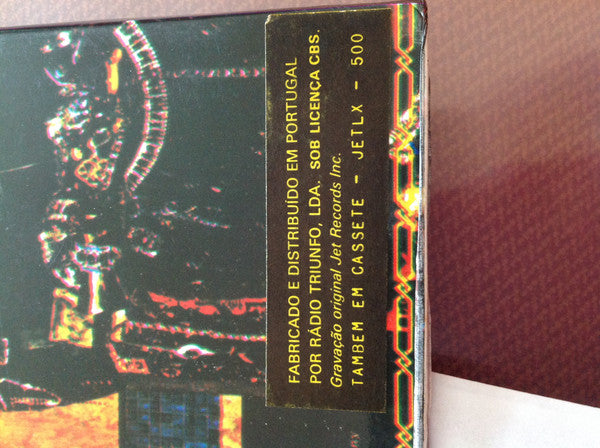 FABRICADO E DISTRIBUÍDO EM PORTUGAL
POR RÁDIO TRIUNFO, LDA. SOB LICENÇA CBS.
Gravação original Jet Records Inc.
TAMBEM EM CASSETE - JETLX - 500